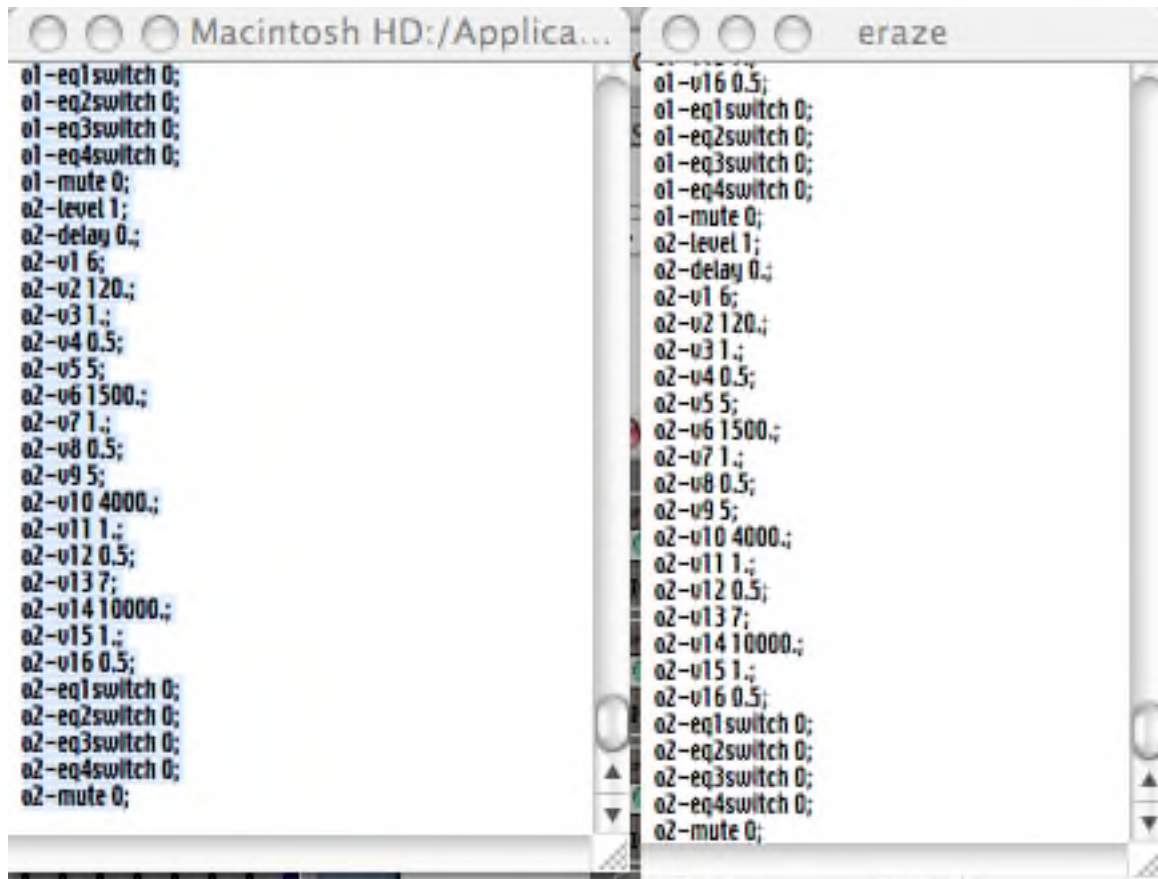 Macintosh HD:/Applica...
o1-eq1switch 0;
o1-eq2switch 0;
o1-eq3switch 0;
o1-eq4switch 0;
o1-mute 0;
o2-level 1;
o2-delay 0.;
o2-v1 6;
o2-v2 120.;
o2-v3 1.;
o2-v4 0.5;
o2-v5 5;
o2-v6 1500.;
o2-v7 1.;
o2-v8 0.5;
o2-v9 5;
o2-v10 4000.;
o2-v11 1.;
o2-v12 0.5;
o2-v13 7;
o2-v14 10000.;
o2-v15 1.;
o2-v16 0.5;
o2-eq1switch 0;
o2-eq2switch 0;
o2-eq3switch 0;
o2-eq4switch 0;
o2-mute 0;
eraze
o1-v16 0.5;
o1-eq1switch 0;
o1-eq2switch 0;
o1-eq3switch 0;
o1-eq4switch 0;
o1-mute 0;
o2-level 1;
o2-delay 0.;
o2-v1 6;
o2-v2 120.;
o2-v3 1.;
o2-v4 0.5;
o2-v5 5;
o2-v6 1500.;
o2-v7 1.;
o2-v8 0.5;
o2-v9 5;
o2-v10 4000.;
o2-v11 1.;
o2-v12 0.5;
o2-v13 7;
o2-v14 10000.;
o2-v15 1.;
o2-v16 0.5;
o2-eq1switch 0;
o2-eq2switch 0;
o2-eq3switch 0;
o2-eq4switch 0;
o2-mute 0;